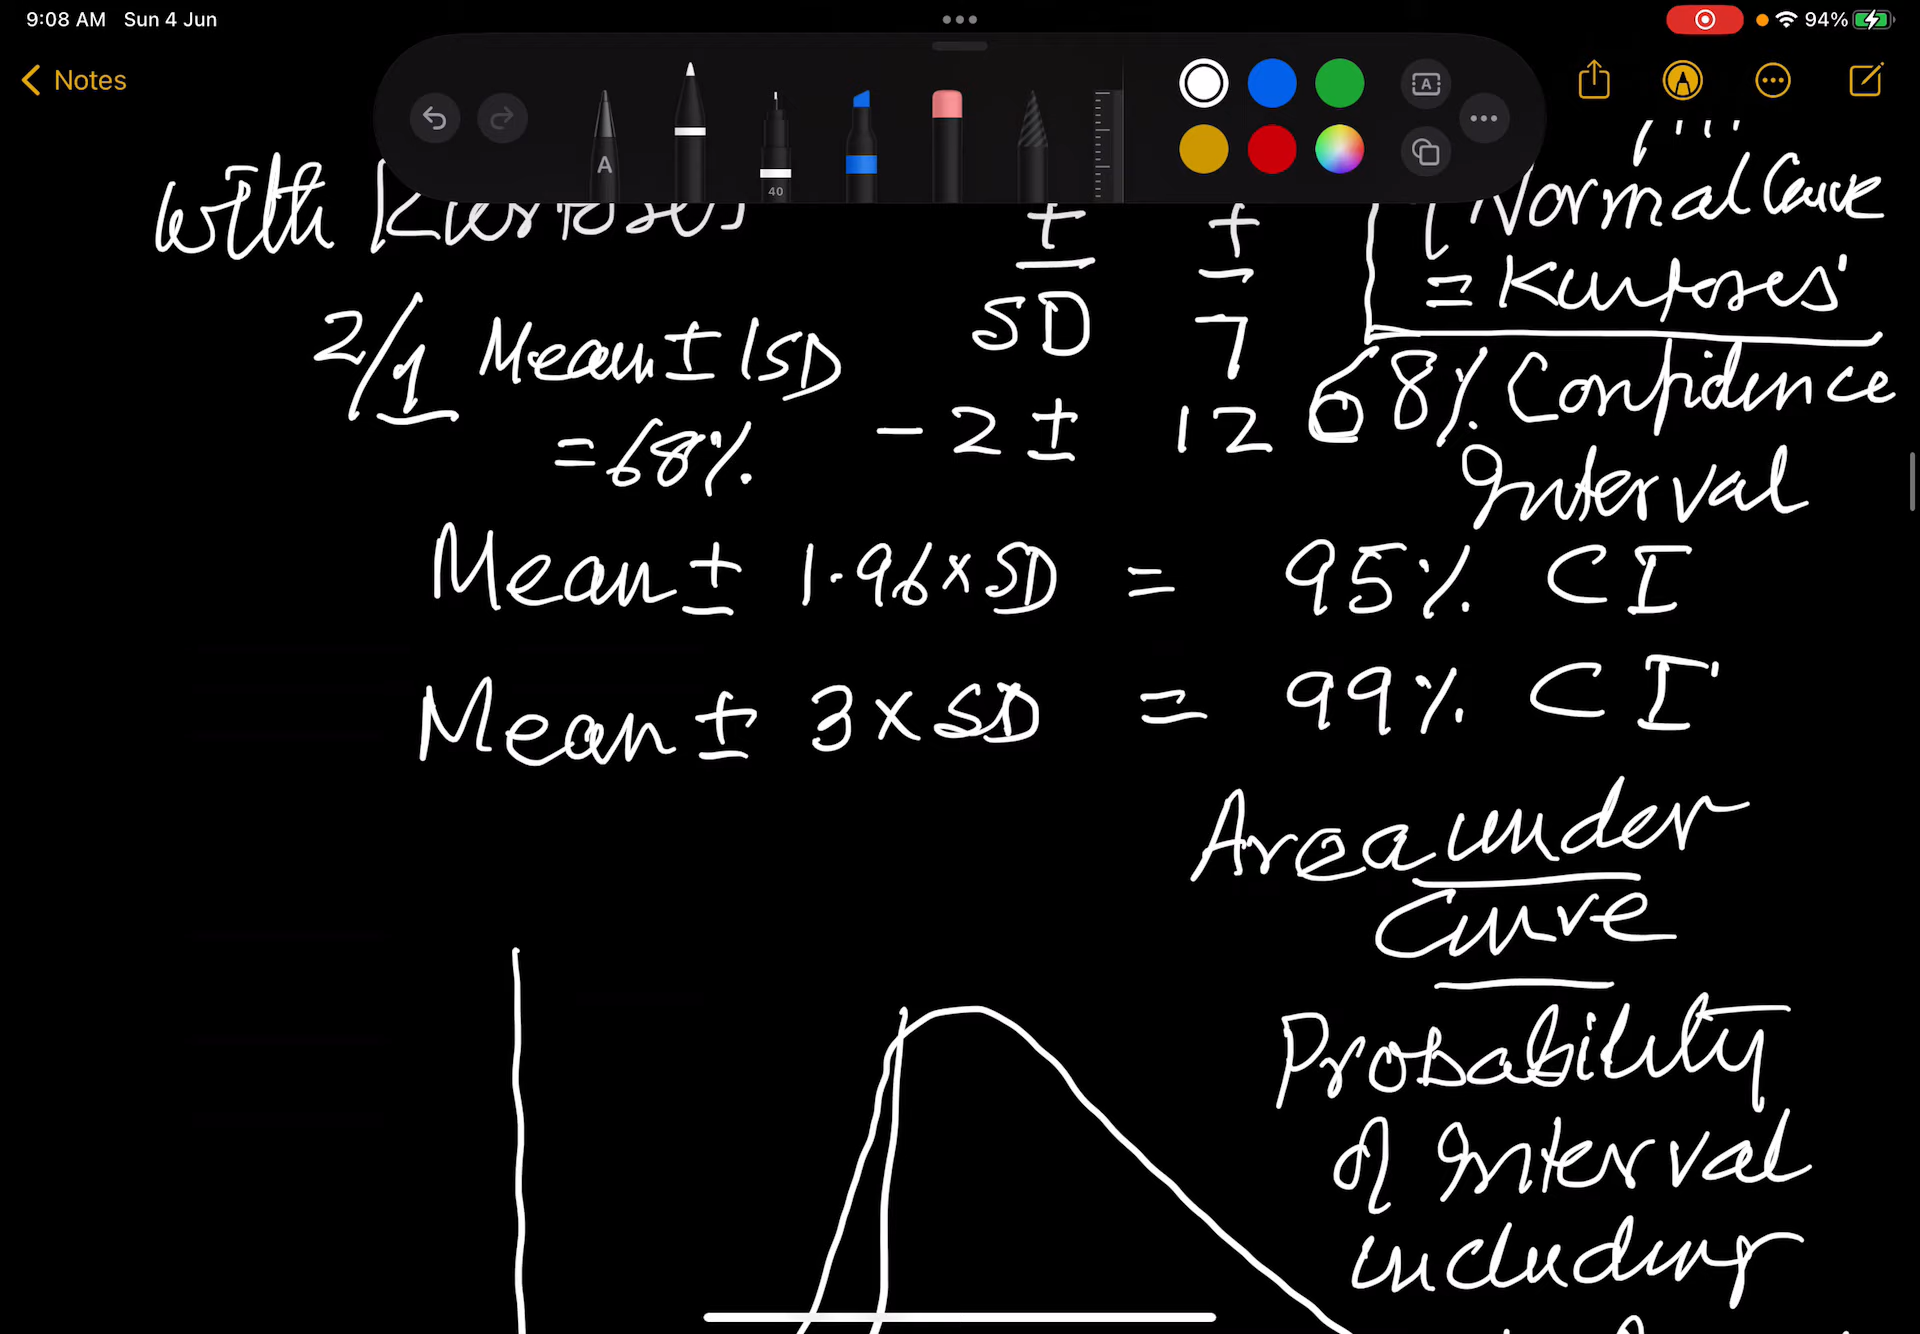 9:08 AM Sun 4 Jun
94%
Notes
A
40
A
with Kurtoses
±
±
Normal Curve
= Kurtoses
SD
7
2/1 Mean ± 1SD
= 68%.
- 2 ±
12
68% Confidence
Interval
Mean ± 1.96 × SD = 95% CI
Mean ± 3 × SD = 99% CI
Area under
Curve
Probability
of Interval
including